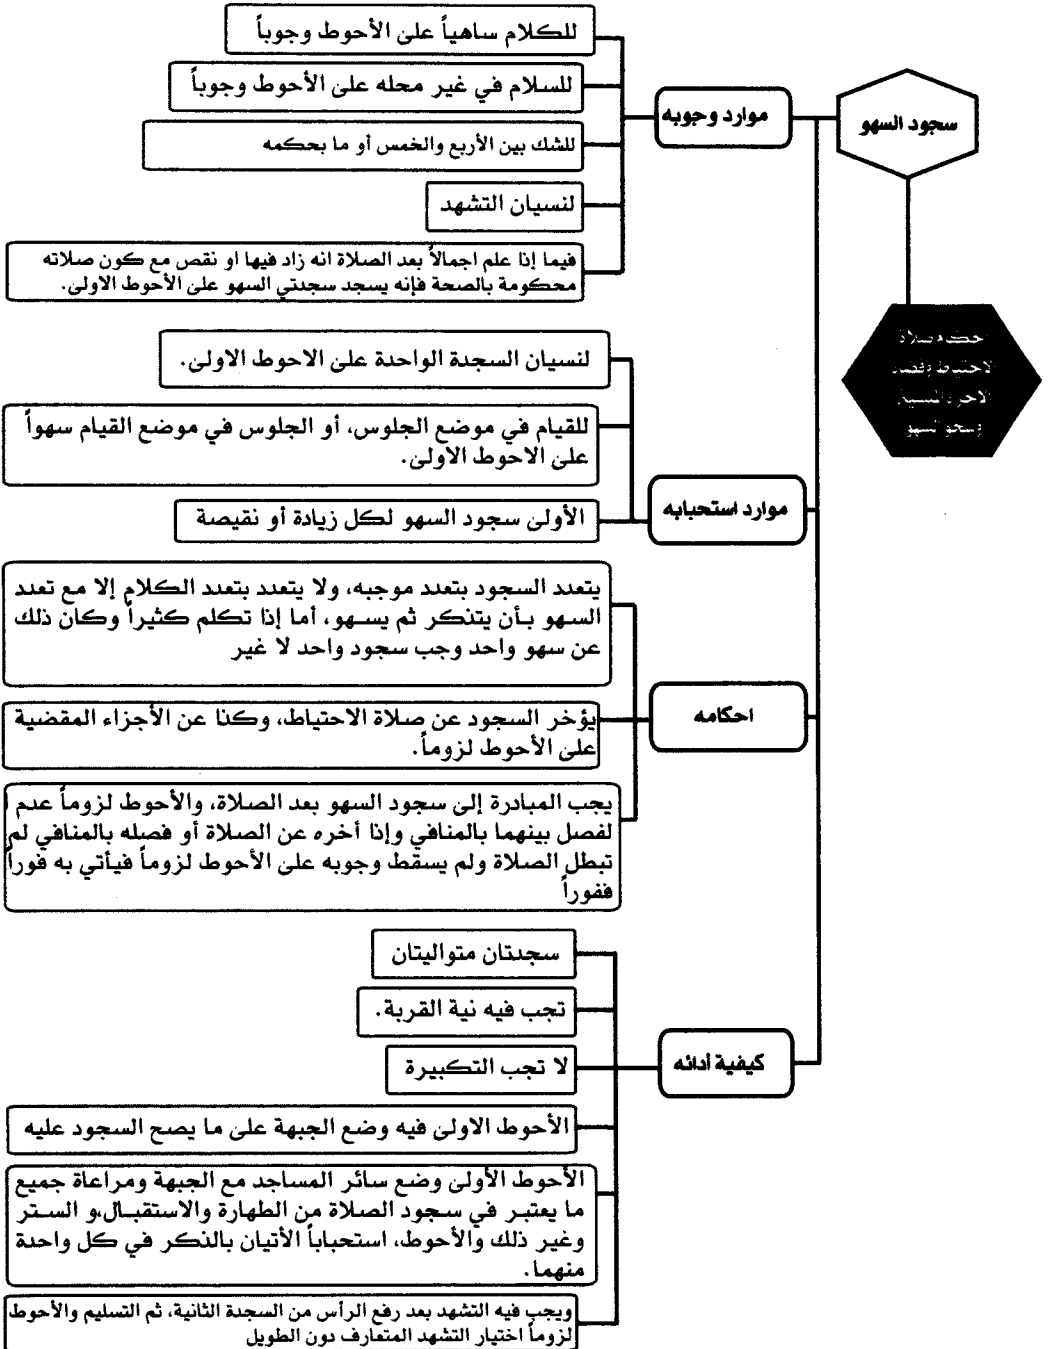 سجود السهو
موارد وجوبه
للكلام ساهياً على الأحوط وجوباً
للسلام في غير محله على الأحوط وجوباً
للشك بين الأربع والخمس أو ما بحكمه
لنسيان التشهد
فيما إذا علم اجمالاً بعد الصلاة انه زاد فيها او نقص مع كون صلاته
محكومة بالصحة فإنه يسجد سجدتي السهو على الأحوط الاولى.
صلاة
الاحتياط
السهو
موارد استحبابه
لنسيان السجدة الواحدة على الاحوط الاولى.
للقيام في موضع الجلوس، أو الجلوس في موضع القيام سهواً
على الاحوط الاولى.
الأولى سجود السهو لكل زيادة أو نقيصة
احكامه
يتعدد السجود بتعدد موجبه، ولا يتعدد بتعدد الكلام إلا مع تعدد
السهو بأن يتذكر ثم يسهو، أما إذا تكلم كثيراً وكان ذلك
عن سهو واحد وجب سجود واحد لا غير
يؤخر السجود عن صلاة الاحتياط، وكذا عن الأجزاء المقضية
على الأحوط لزوماً.
يجب المبادرة إلى سجود السهو بعد الصلاة، والأحوط لزوماً عدم ا
لفصل بينهما بالمنافي وإذا أخره عن الصلاة أو فصله بالمنافي لم
تبطل الصلاة ولم يسقط وجوبه على الأحوط لزوماً فيأتي به فوراً
ففوراً
كيفية أدائه
سجدتان متواليتان
تجب فيه نية القربة.
لا تجب التكبيرة
الأحوط الاولى فيه وضع الجبهة على ما يصح السجود عليه
الأحوط الأولى وضع سائر المساجد مع الجبهة ومراعاة جميع
ما يعتبر في سجود الصلاة من الطهارة والاستقبال،و الستر
وغير ذلك والأحوط، استحباباً الأتيان بالذكر في كل واحدة
منهما.
ويجب فيه التشهد بعد رفع الرأس من السجدة الثانية، ثم التسليم والأحوط
لزوماً اختيار التشهد المتعارف دون الطويل